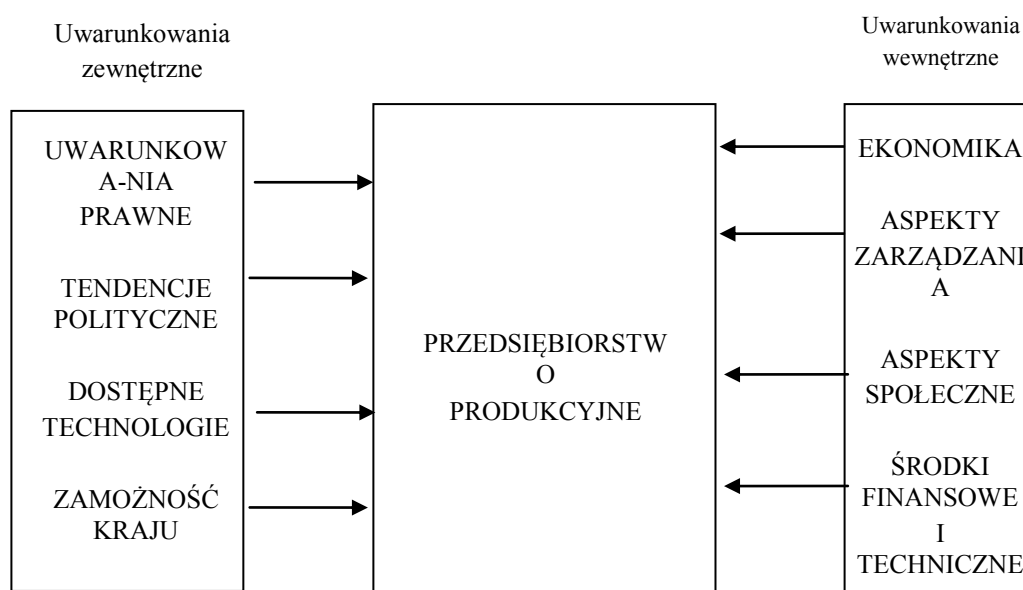 Uwarunkowania
zewnętrzne
UWARUNKOW
A-NIA
PRAWNE
TENDENCJE
POLITYCZNE
DOSTĘPNE
TECHNOLOGIE
ZAMOŻNOŚĆ
KRAJU
PRZEDSIĘBIORSTW
O
PRODUKCYJNE
Uwarunkowania
wewnętrzne
EKONOMIKA
ASPEKTY
ZARZĄDZANI
A
ASPEKTY
SPOŁECZNE
ŚRODKI
FINANSOWE
I
TECHNICZNE